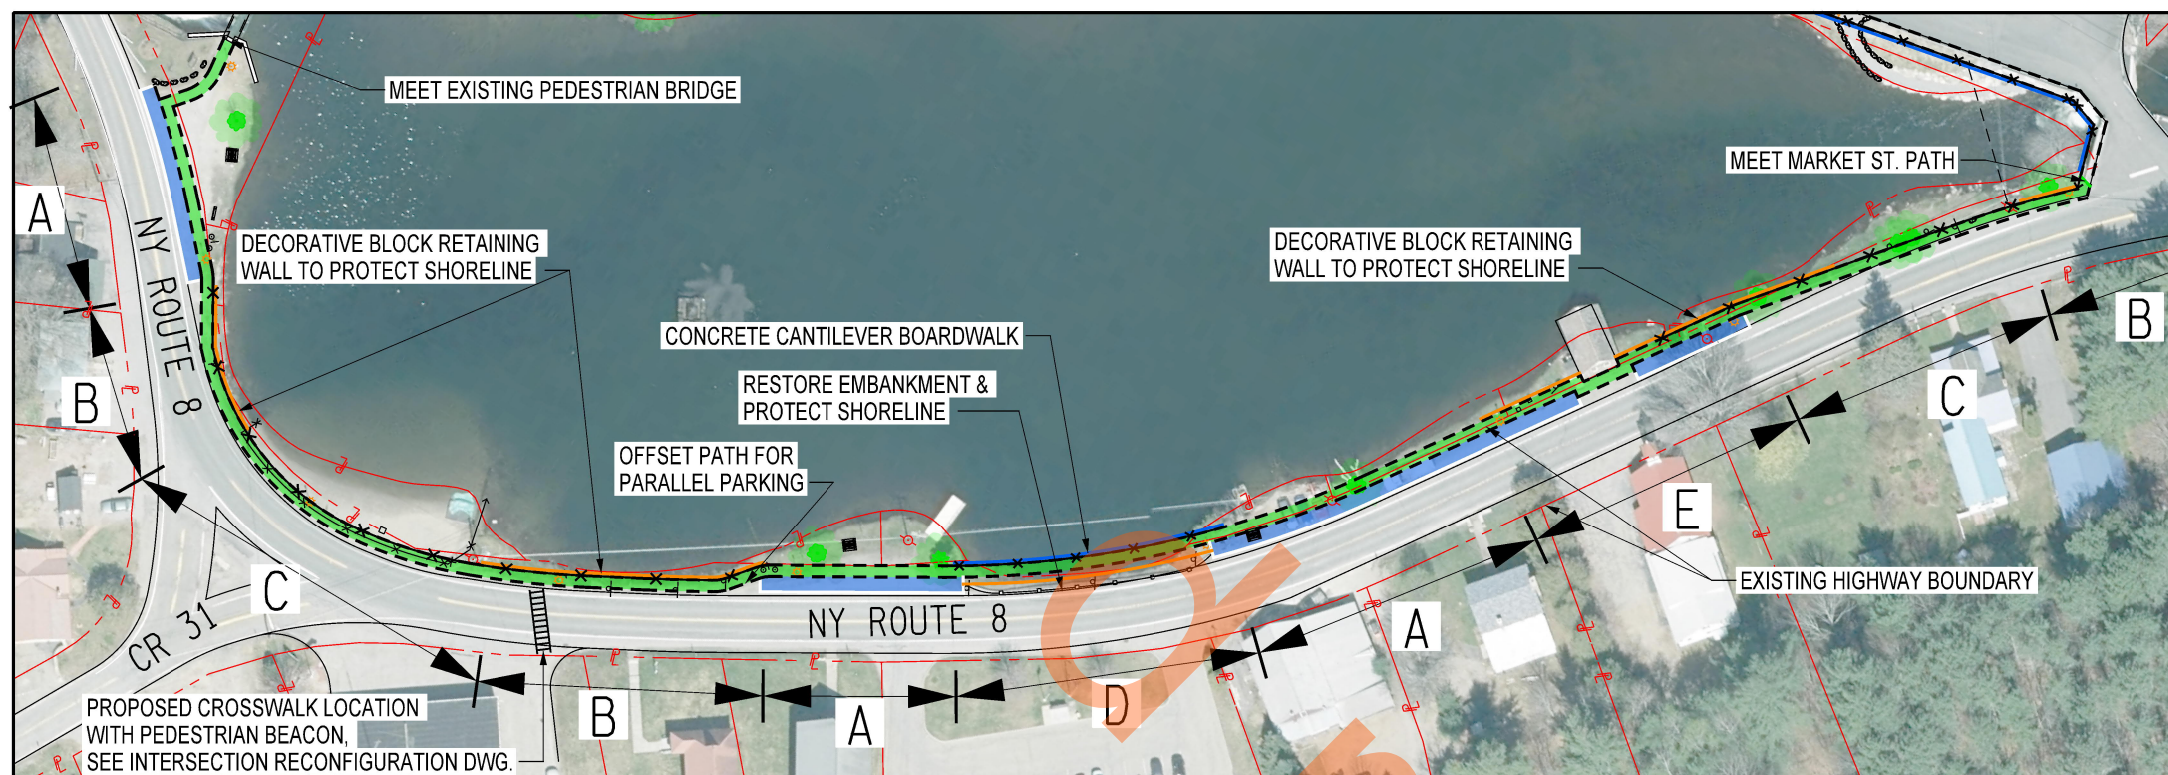 MEET EXISTING PEDESTRIAN BRIDGE
MEET MARKET ST. PATH
A
NY ROUTE 8
DECORATIVE BLOCK RETAINING
WALL TO PROTECT SHORELINE
DECORATIVE BLOCK RETAINING
WALL TO PROTECT SHORELINE
B
CONCRETE CANTILEVER BOARDWALK
RESTORE EMBANKMENT &
PROTECT SHORELINE
C
B
OFFSET PATH FOR
PARALLEL PARKING
E
EXISTING HIGHWAY BOUNDARY
C
CR 31
NY ROUTE 8
A
PROPOSED CROSSWALK LOCATION
WITH PEDESTRIAN BEACON,
SEE INTERSECTION RECONFIGURATION DWG.
B
A
D